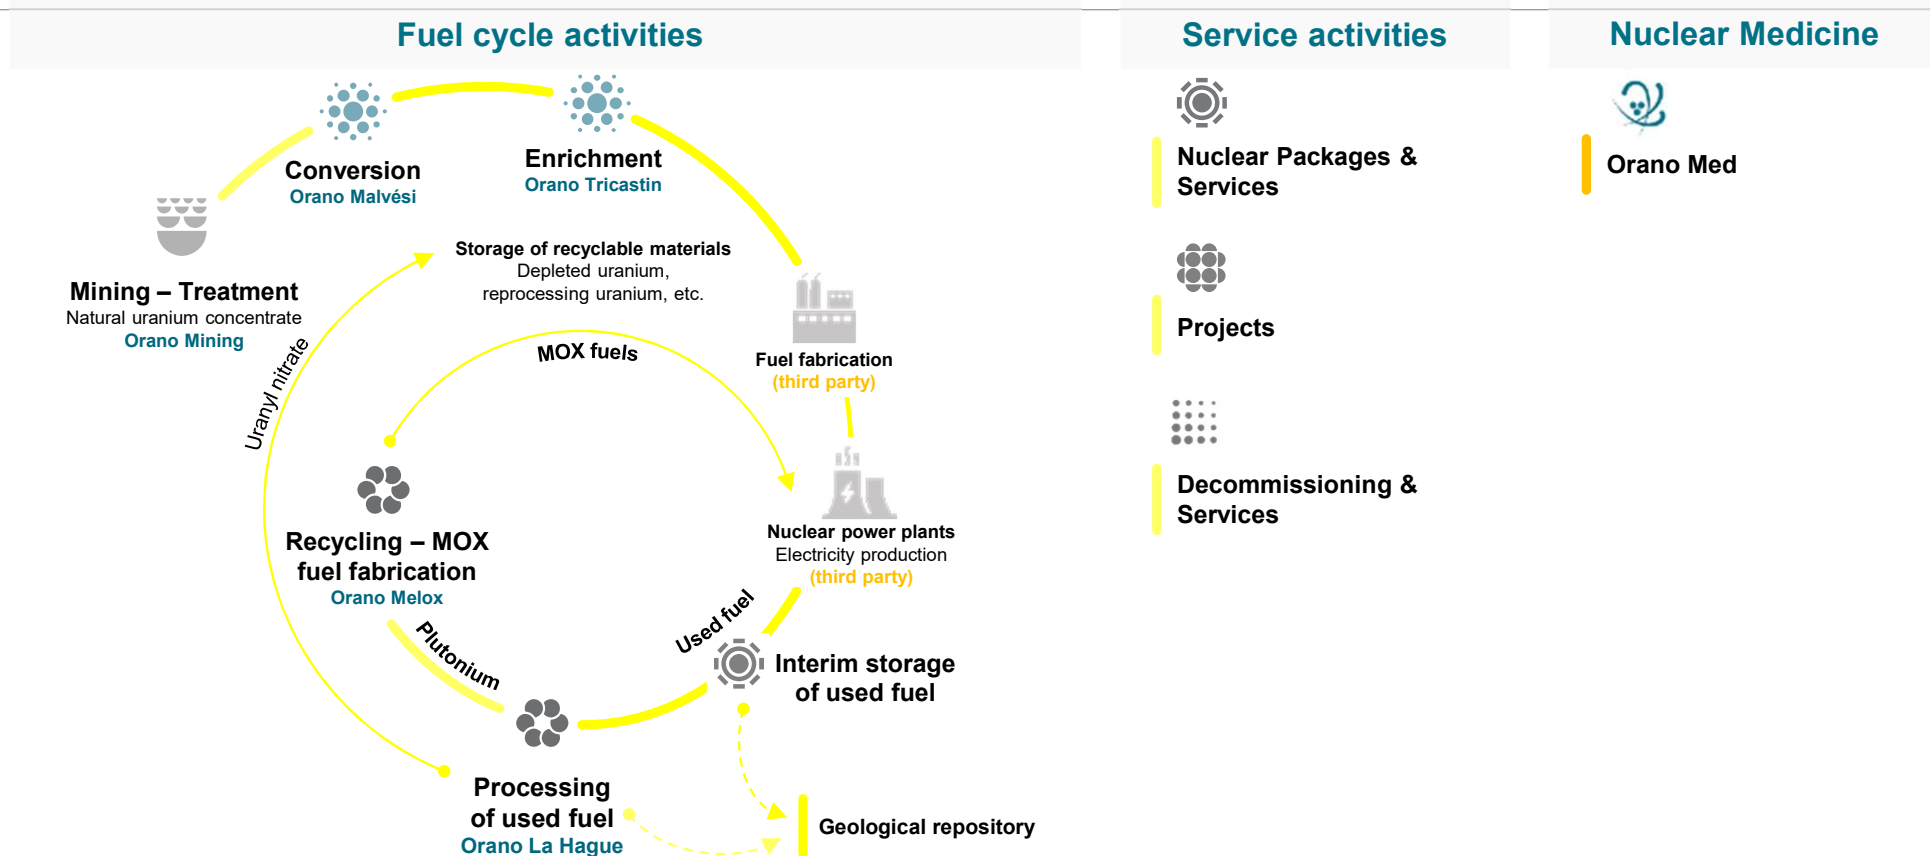 Fuel cycle activities
Service activities
Nuclear Medicine
Conversion
Orano Malvési
Enrichment
Orano Tricastin
Mining – Treatment
Natural uranium concentrate
Orano Mining
Storage of recyclable materials
Depleted uranium,
reprocessing uranium, etc.
Uranyl nitrate
MOX fuels
Fuel fabrication
(third party)
Nuclear power plants
Electricity production
(third party)
Recycling – MOX
fuel fabrication
Orano Melox
Plutonium
Used fuel
Interim storage
of used fuel
Processing
of used fuel
Orano La Hague
Geological repository
Nuclear Packages &
Services
Projects
Decommissioning &
Services
Orano Med